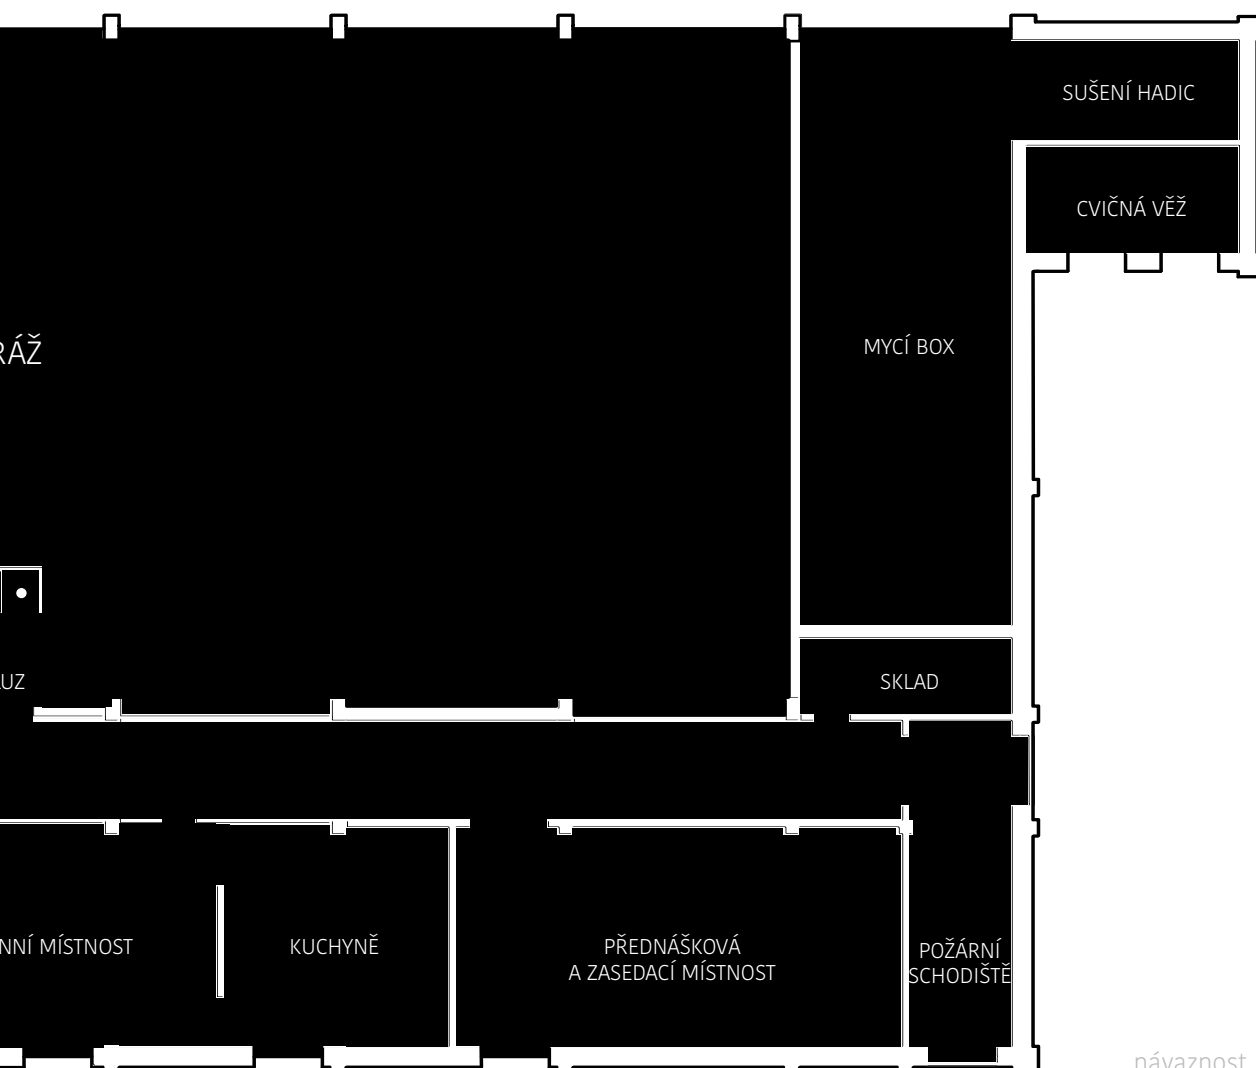 SUŠENÍ HADIC
CVIČNÁ VĚŽ
MYCÍ BOX
RÁŽ
UZ
SKLAD
NNÍ MÍSTNOST
KUCHYNĚ
PŘEDNÁŠKOVÁ
A ZASEDACÍ MÍSTNOST
POŽÁRNÍ
SCHODIŠTĚ
návaznost